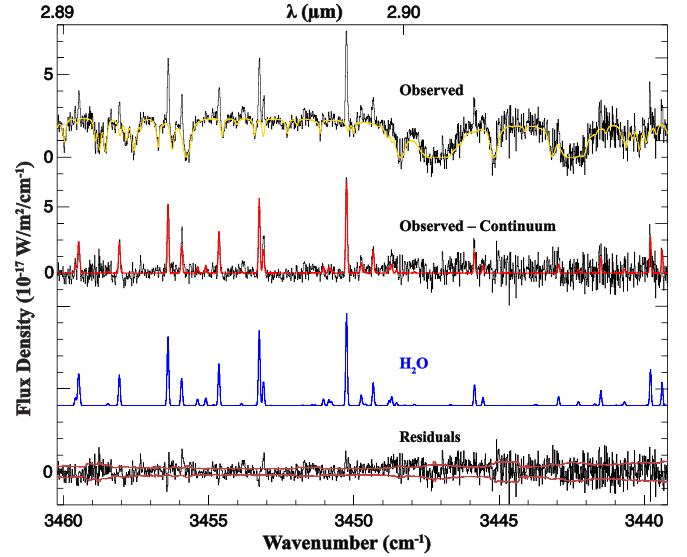 2.89 λ (μm) 2.90
Observed
5
0
Observed – Continuum
5
0
H₂O
Residuals
0
Flux Density (10⁻¹⁷ W/m²/cm⁻¹)
3460 3455 3450 3445 3440
Wavenumber (cm⁻¹)